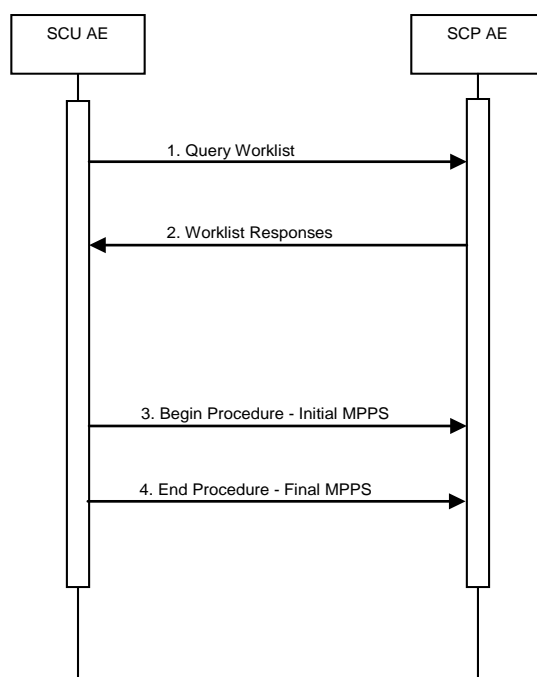 SCU AE
SCP AE
1. Query Worklist
2. Worklist Responses
3. Begin Procedure - Initial MPPS
4. End Procedure - Final MPPS